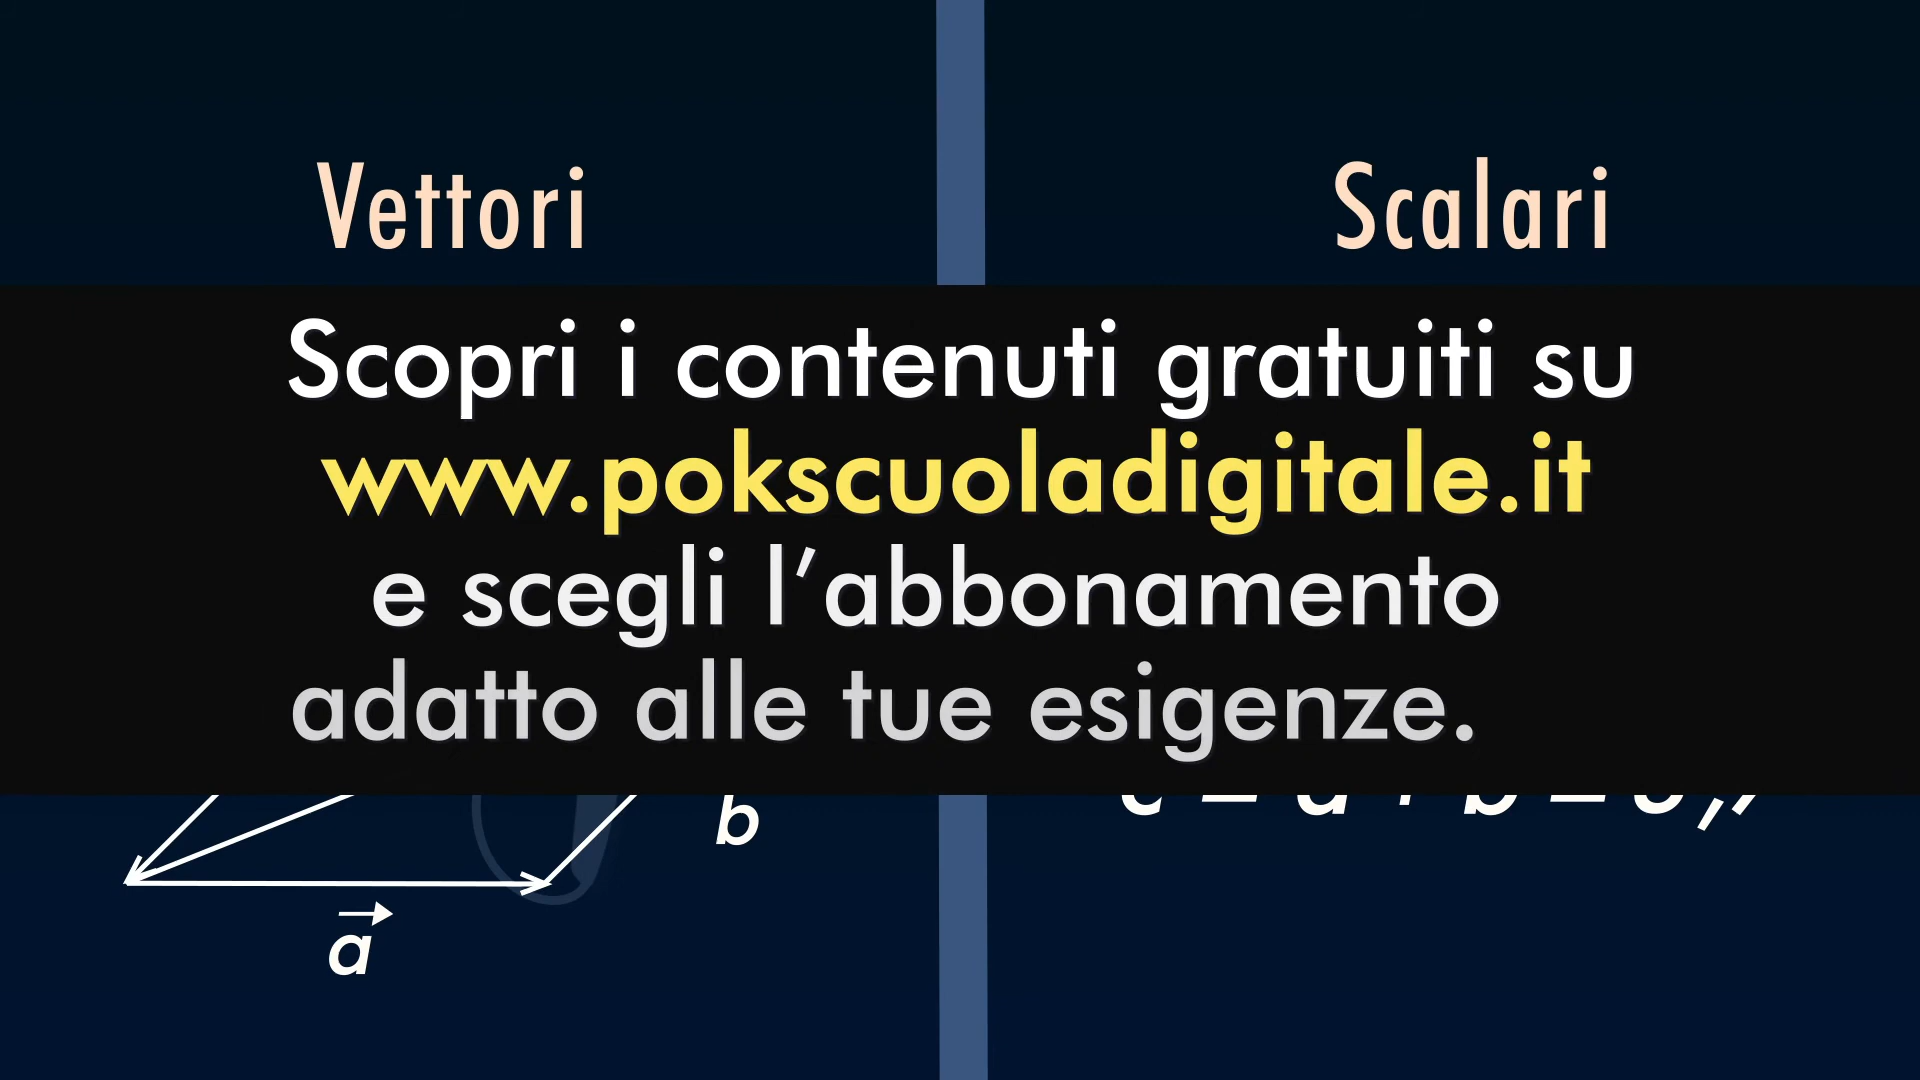 Vettori
Scalari
Scopri i contenuti gratuiti su
www.pokscuoladigitale.it
e scegli l’abbonamento
adatto alle tue esigenze.
b
a